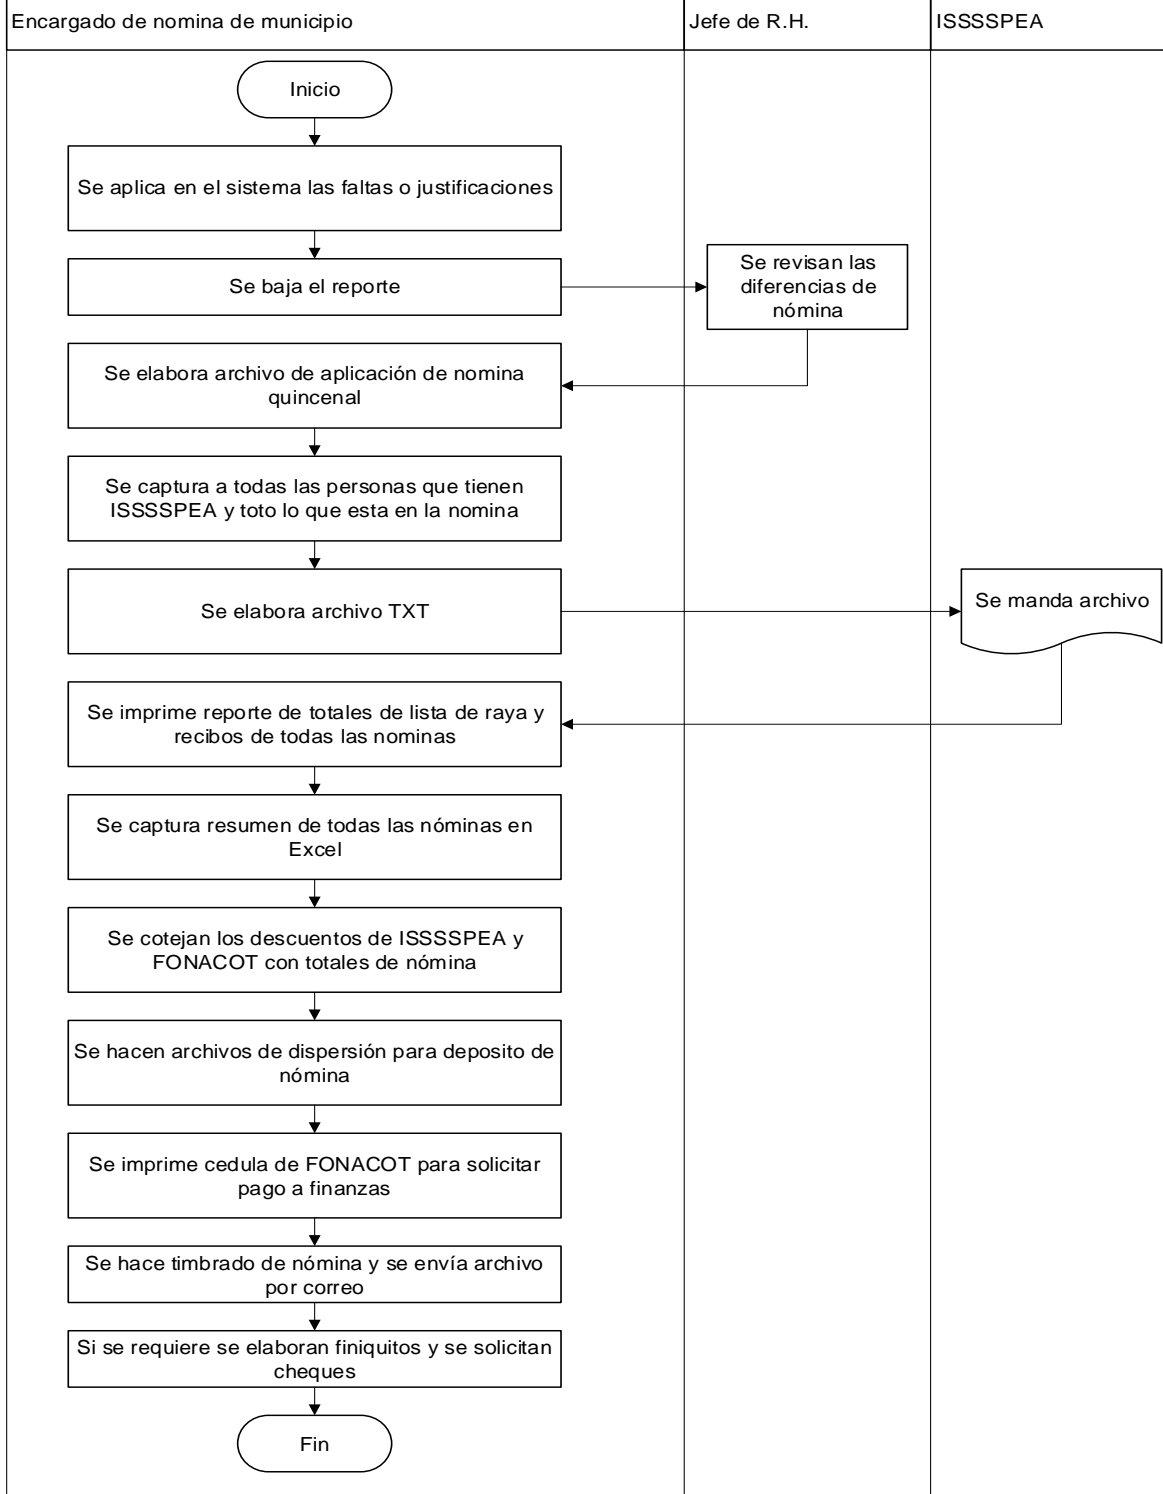 Encargado de nomina de municipio
Jefe de R.H.
ISSSSPEA
Inicio
Se aplica en el sistema las faltas o justificaciones
Se baja el reporte
Se revisan las
diferencias de
nómina
Se elabora archivo de aplicación de nomina
quincenal
Se captura a todas las personas que tienen
ISSSSPEA y toto lo que esta en la nomina
Se elabora archivo TXT
Se manda archivo
Se imprime reporte de totales de lista de raya y
recibos de todas las nominas
Se captura resumen de todas las nóminas en
Excel
Se cotejan los descuentos de ISSSSPEA y
FONACOT con totales de nómina
Se hacen archivos de dispersión para deposito de
nómina
Se imprime cedula de FONACOT para solicitar
pago a finanzas
Se hace timbrado de nómina y se envía archivo
por correo
Si se requiere se elaboran finiquitos y se solicitan
cheques
Fin